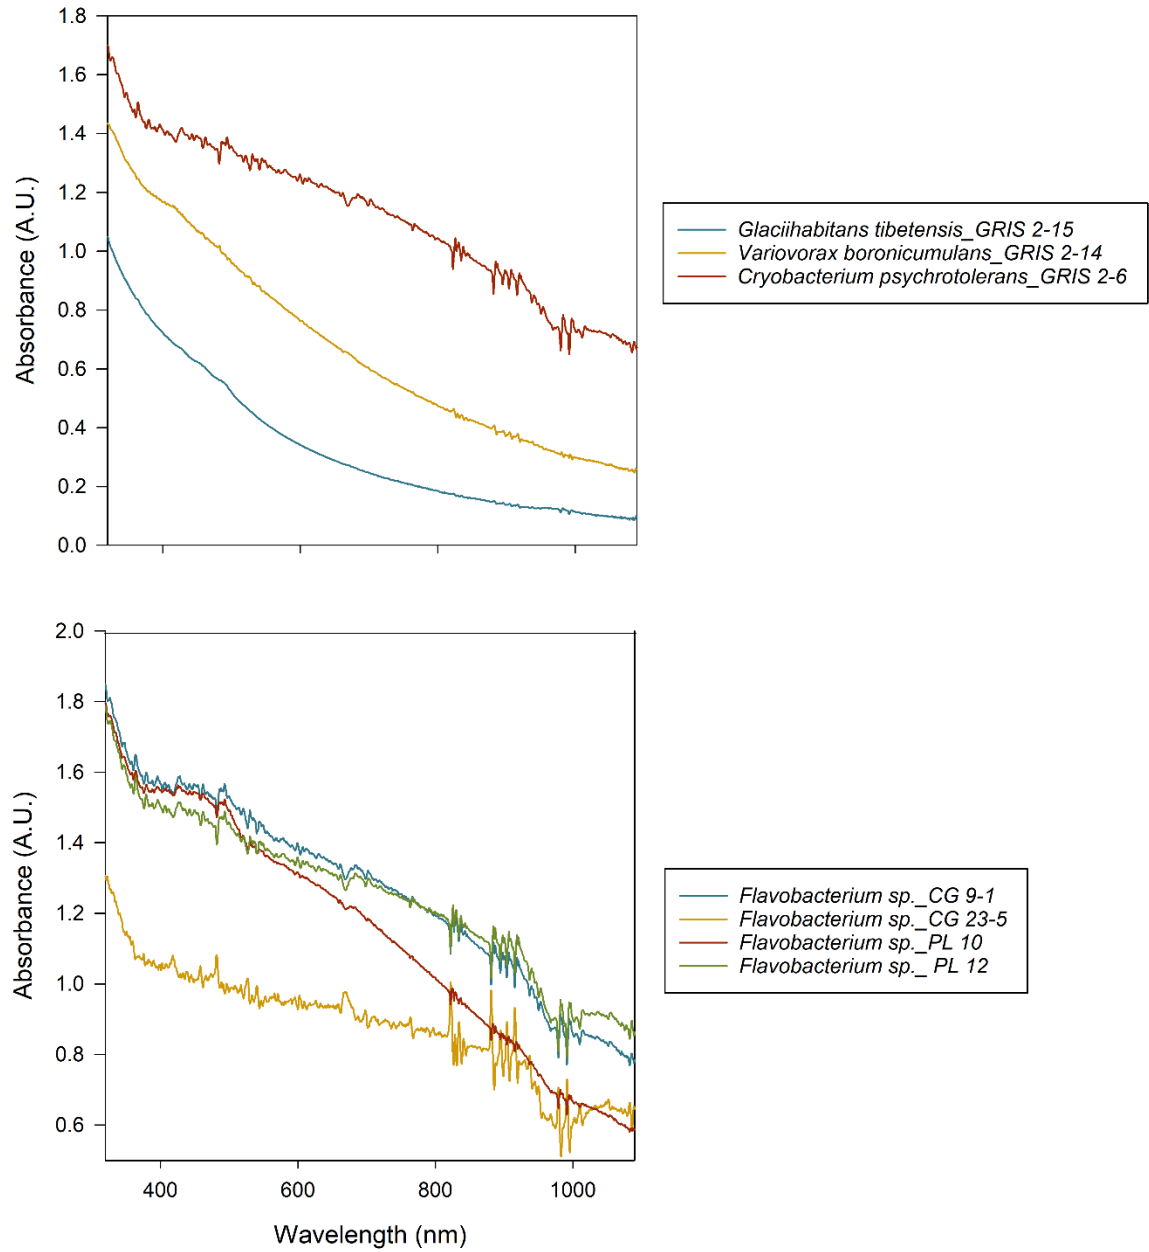 1.8
1.6
1.4
1.2
1.0
0.8
0.6
0.4
0.2
0.0
Absorbance (A.U.)
Glaciihabitans tibetensis_GRIS 2-15
Variovorax boronicumulans_GRIS 2-14
Cryobacterium psychrotolerans_GRIS 2-6
2.0
1.8
1.6
1.4
1.2
1.0
0.8
0.6
Absorbance (A.U.)
Flavobacterium sp._CG 9-1
Flavobacterium sp._CG 23-5
Flavobacterium sp._PL 10
Flavobacterium sp._ PL 12
400 600 800 1000
Wavelength (nm)